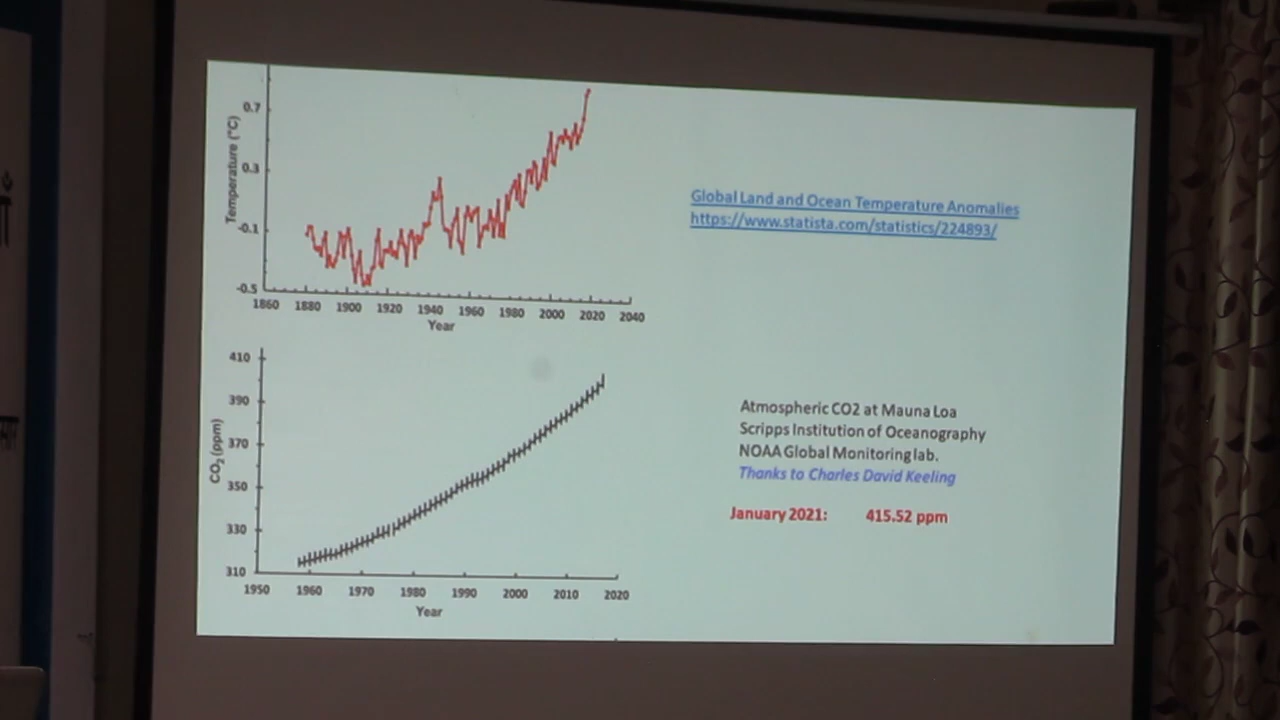 0.7
0.3
-0.1
-0.5
Temperature (°C)
1860 1880 1900 1920 1940 1960 1980 2000 2020 2040
Year
Global Land and Ocean Temperature Anomalies
https://www.statista.com/statistics/224893/
410
390
370
350
330
310
CO2 (ppm)
1950 1960 1970 1980 1990 2000 2010 2020
Year
Atmospheric CO2 at Mauna Loa
Scripps Institution of Oceanography
NOAA Global Monitoring lab.
Thanks to Charles David Keeling
January 2021: 415.52 ppm